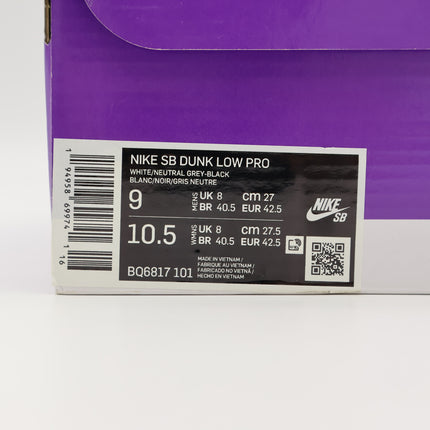 NIKE SB DUNK LOW PRO
WHITE/NEUTRAL GREY-BLACK
BLANC/NOIR/GRIS NEUTRE
9 MENS UK 8 CM 27
BR 40.5 EUR 42.5
10.5 WMNS UK 8 CM 27.5
BR 40.5 EUR 42.5
BQ6817 101
MADE IN VIETNAM /
FABRIQUÉ AU VIETNAM /
FABRICADO NO VIETNÃ /
HECHO EN VIETNAM
NIKE
SB
1 94958 69974 1 16